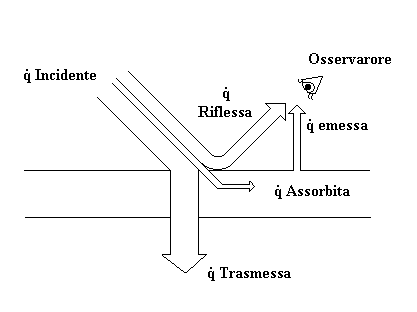 Osservarore
q̇ Incidente
q̇
Riflessa
q̇ emessa
q̇ Assorbita
q̇ Trasmessa